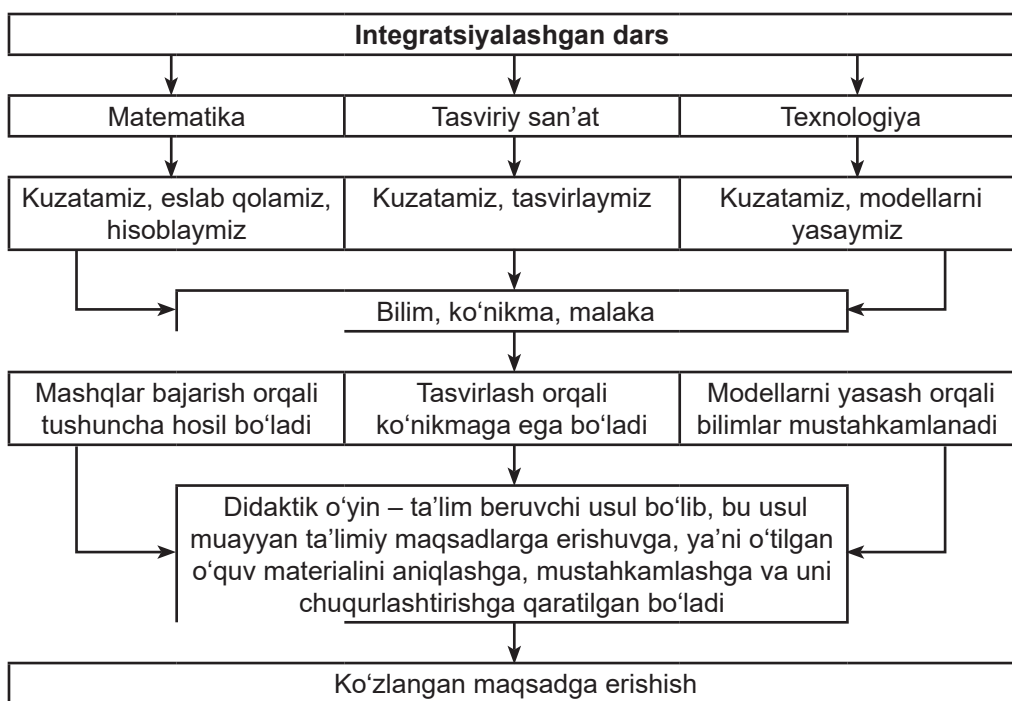 Integratsiyalashgan dars
Matematika
Tasviriy san’at
Texnologiya
Kuzatamiz, eslab qolamiz,
hisoblaymiz
Kuzatamiz, tasvirlaymiz
Kuzatamiz, modellarni
yasaymiz
Bilim, ko‘nikma, malaka
Mashqlar bajarish orqali
tushuncha hosil bo‘ladi
Tasvirlash orqali
ko‘nikmaga ega bo‘ladi
Modellarni yasash orqali
bilimlar mustahkamlanadi
Didaktik o‘yin – ta’lim beruvchi usul bo‘lib, bu usul
muayyan ta’limiy maqsadlarga erishuvga, ya’ni o‘tilgan
o‘quv materialini aniqlashga, mustahkamlashga va uni
chuqurlashtirishga qaratilgan bo‘ladi
Ko‘zlangan maqsadga erishish